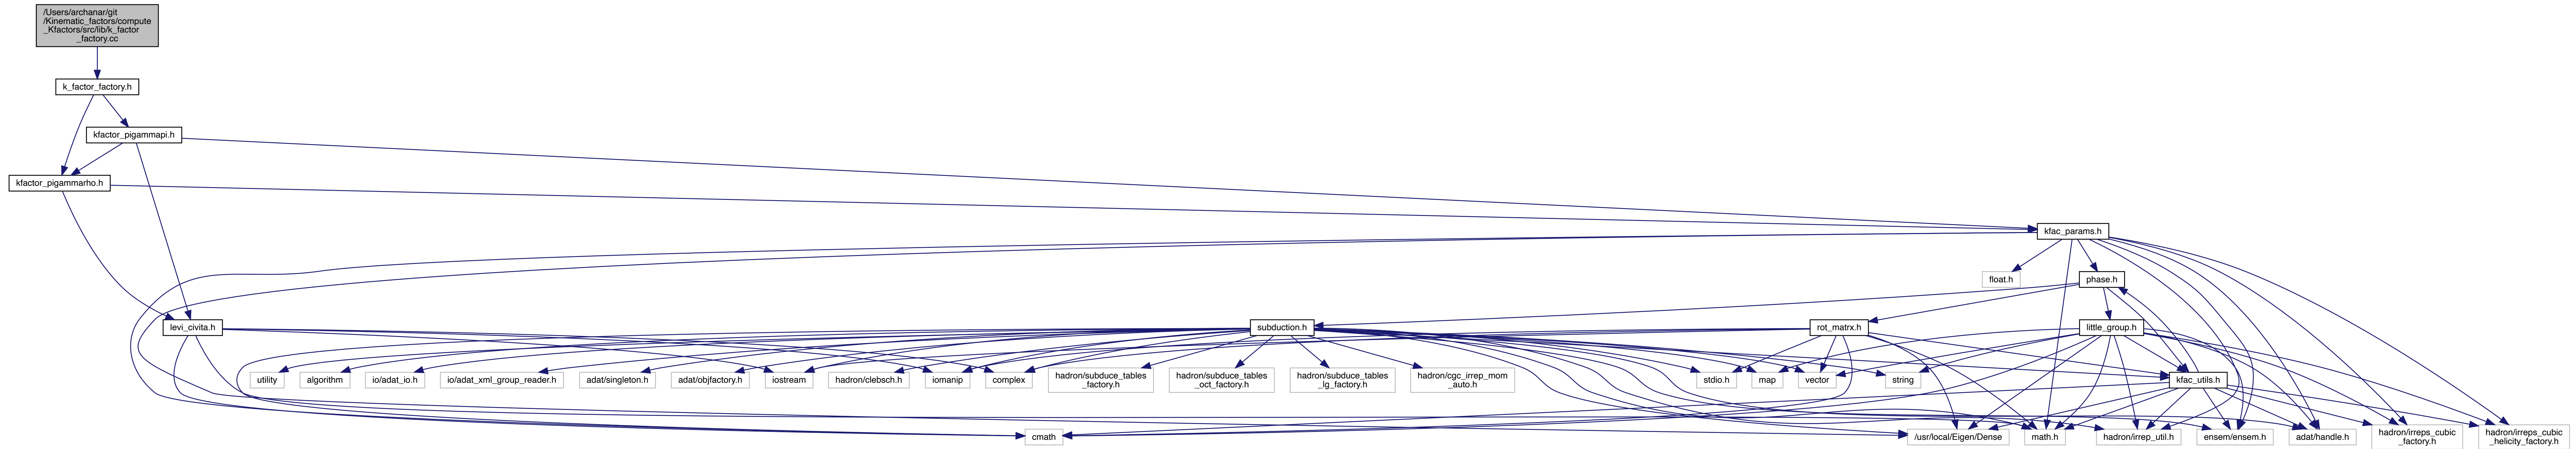 /Users/archanar/git
/Kinematic_factors/compute
_Kfactors/src/lib/k_factor
_factory.cc
k_factor_factory.h
kfactor_pigammapi.h
kfactor_pigammarho.h
kfac_params.h
float.h
phase.h
levi_civita.h
subduction.h
rot_matrx.h
little_group.h
utility
algorithm
io/adat_io.h
io/adat_xml_group_reader.h
adat/singleton.h
adat/objfactory.h
iostream
hadron/clebsch.h
iomanip
complex
hadron/subduce_tables
_factory.h
hadron/subduce_tables
_oct_factory.h
hadron/subduce_tables
_lg_factory.h
hadron/cgc_irrep_mom
_auto.h
stdio.h
map
vector
string
kfac_utils.h
cmath
/usr/local/Eigen/Dense
math.h
hadron/irrep_util.h
ensem/ensem.h
adat/handle.h
hadron/irreps_cubic
_factory.h
hadron/irreps_cubic
_helicity_factory.h